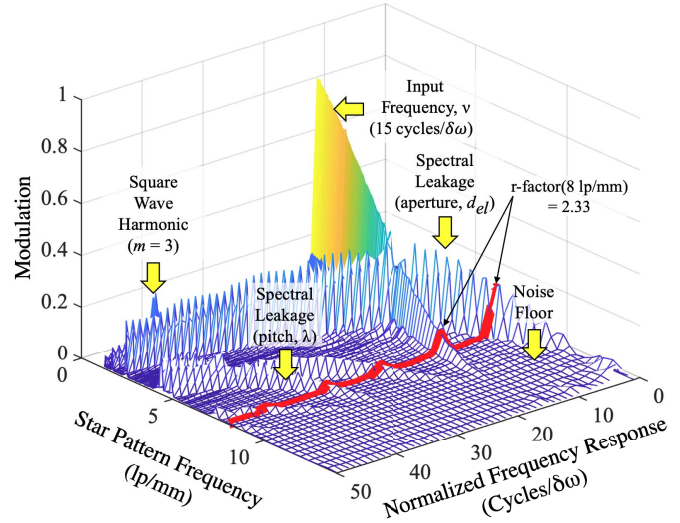 Input
Frequency, ν
(15 cycles/δω)
Spectral
Leakage
(aperture, d_el)
r-factor(8 lp/mm)
= 2.33
Square
Wave
Harmonic
(m = 3)
Spectral
Leakage
(pitch, λ)
Noise
Floor
Modulation
1
0.8
0.6
0.4
0.2
0
0
5
10
Star Pattern Frequency
(lp/mm)
50
40
30
20
10
0
Normalized Frequency Response
(Cycles/δω)